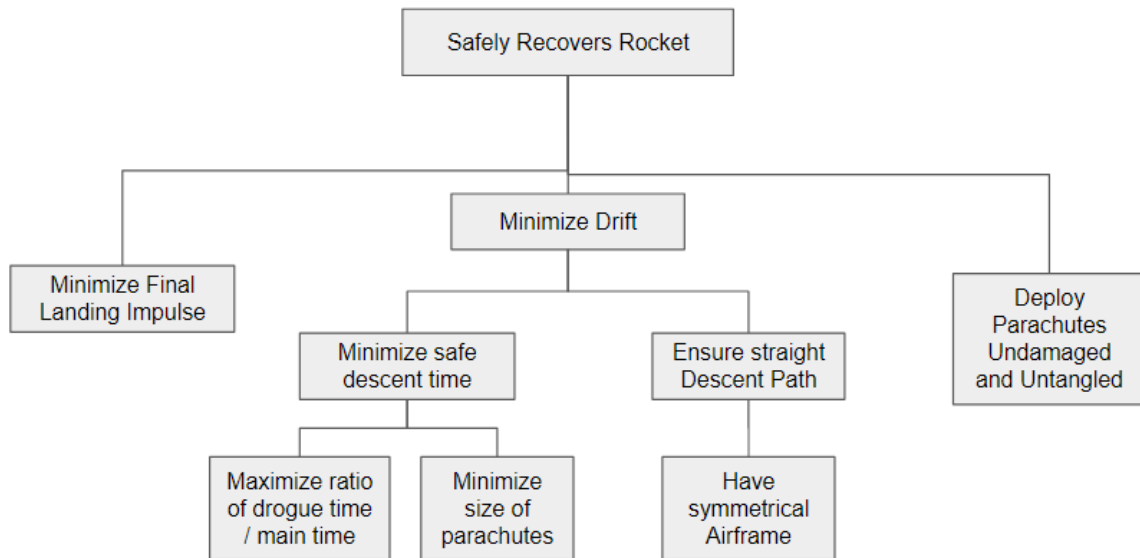 Safely Recovers Rocket
Minimize Drift
Minimize Final
Landing Impulse
Deploy
Parachutes
Undamaged
and Untangled
Minimize safe
descent time
Ensure straight
Descent Path
Maximize ratio
of drogue time
/ main time
Minimize
size of
parachutes
Have
symmetrical
Airframe